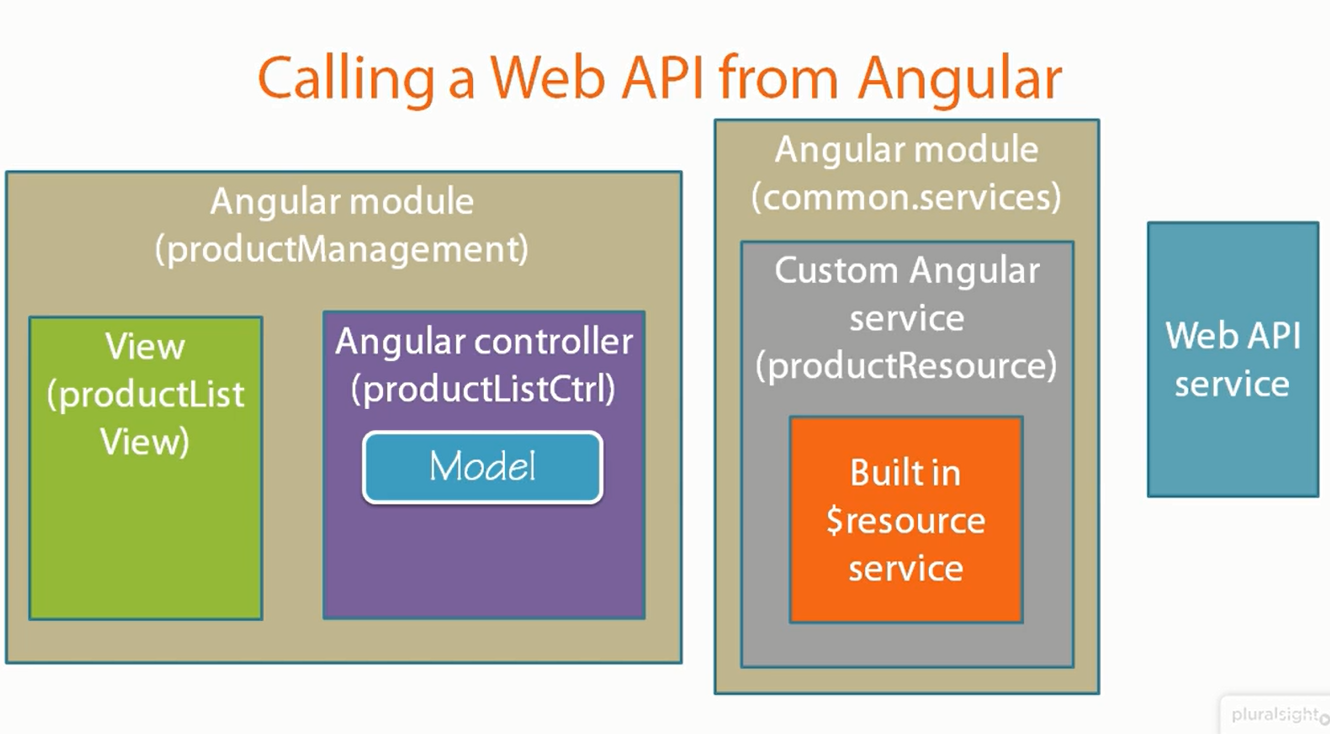 Calling a Web API from Angular
Angular module
(productManagement)
View
(productList
View)
Angular controller
(productListCtrl)
Model
Angular module
(common.services)
Custom Angular
service
(productResource)
Built in
$resource
service
Web API
service
pluralsight